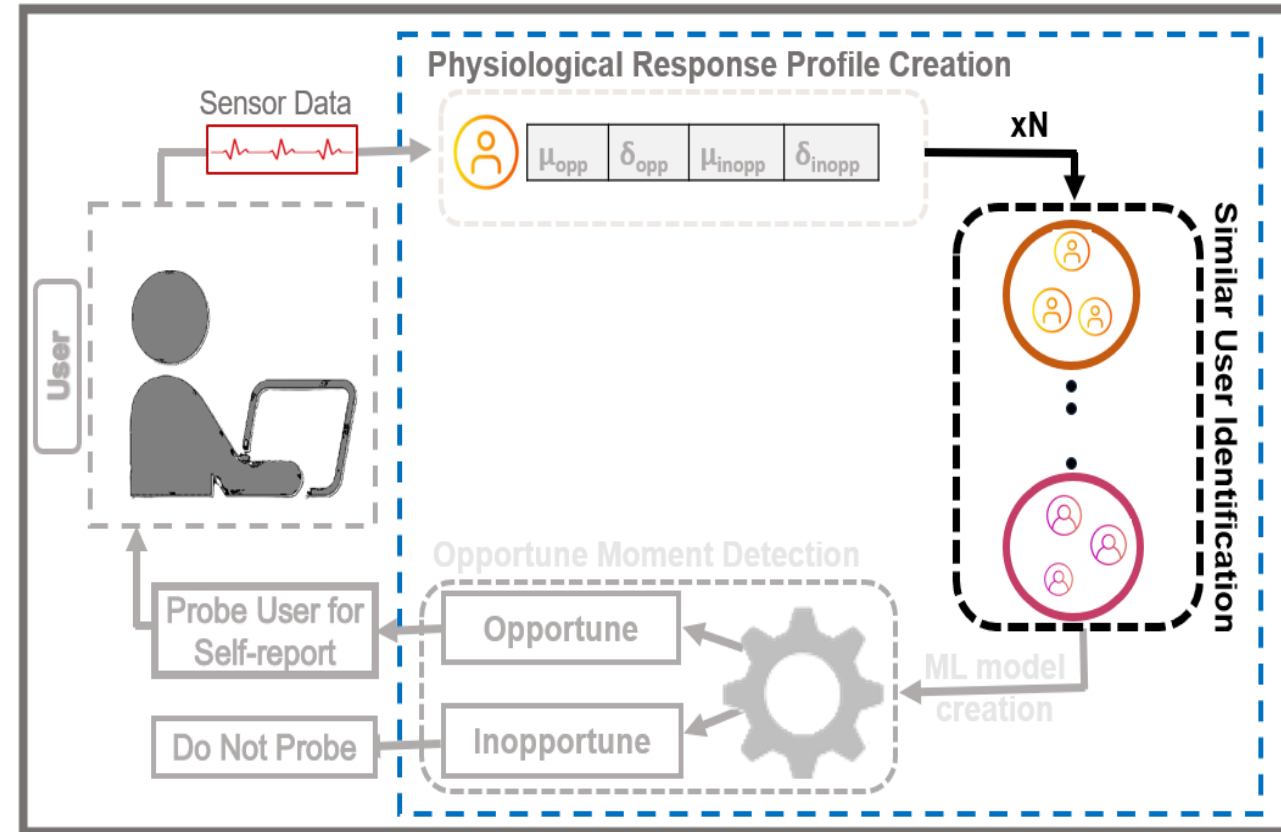 Physiological Response Profile Creation
Sensor Data
μopp δopp μinopp δinopp
xN
Similar User Identification
User
Opportune Moment Detection
Probe User for
Self-report
Opportune
ML model
creation
Do Not Probe
Inopportune